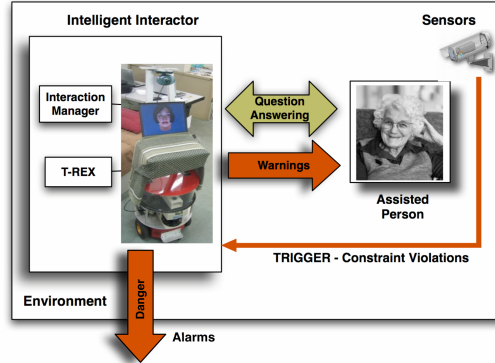 Intelligent Interactor
Sensors
Interaction
Manager
T-REX
Question
Answering
Warnings
Assisted
Person
TRIGGER - Constraint Violations
Environment
Danger
Alarms